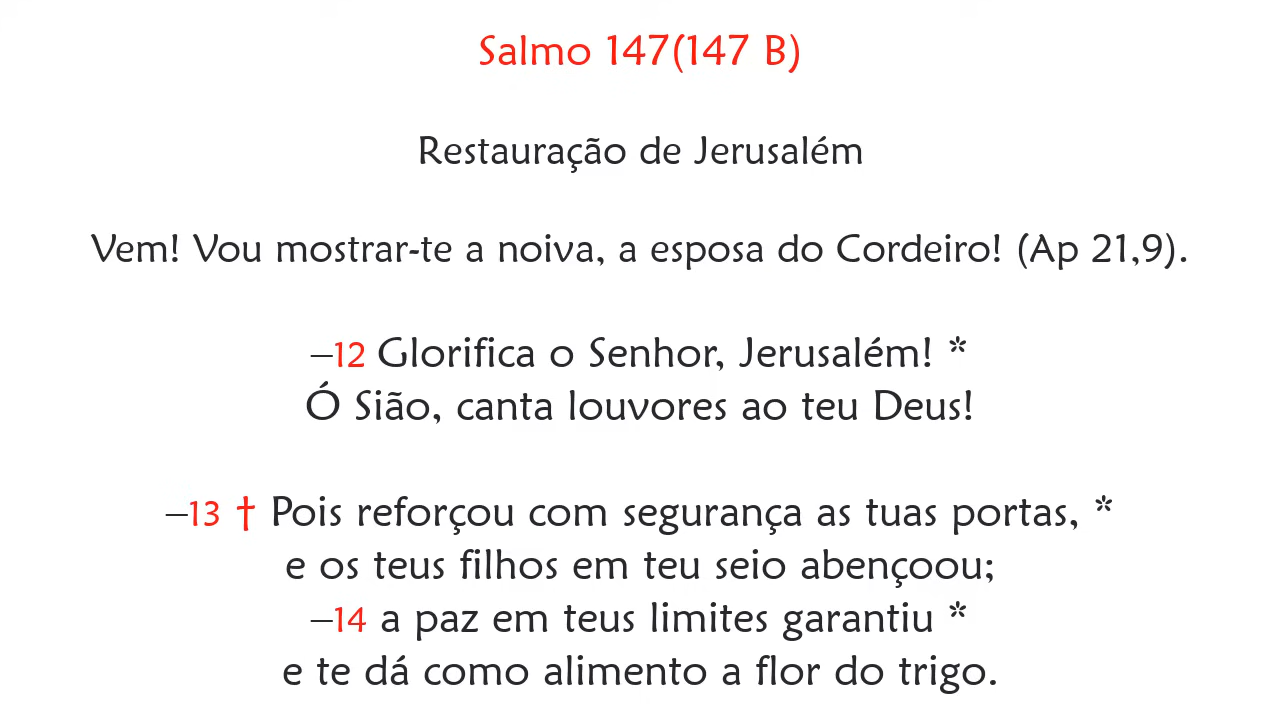 Salmo 147(147 B)
Restauração de Jerusalém
Vem! Vou mostrar-te a noiva, a esposa do Cordeiro! (Ap 21,9).
–12 Glorifica o Senhor, Jerusalém! *
Ó Sião, canta louvores ao teu Deus!
–13 † Pois reforçou com segurança as tuas portas, *
e os teus filhos em teu seio abençoou;
–14 a paz em teus limites garantiu *
e te dá como alimento a flor do trigo.